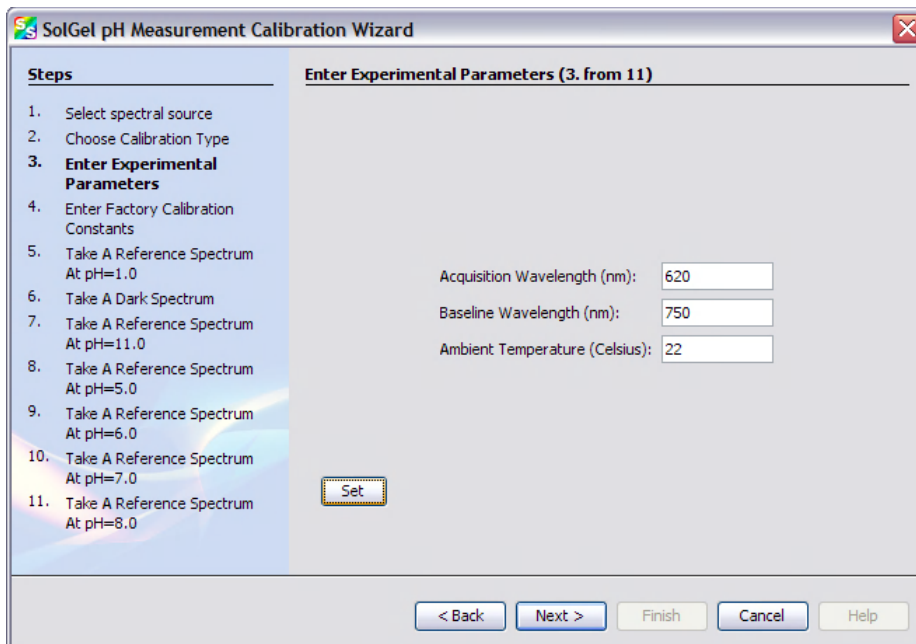 SolGel pH Measurement Calibration Wizard
Steps
1. Select spectral source
2. Choose Calibration Type
3. Enter Experimental
Parameters
4. Enter Factory Calibration
Constants
5. Take A Reference Spectrum
At pH=1.0
6. Take A Dark Spectrum
7. Take A Reference Spectrum
At pH=11.0
8. Take A Reference Spectrum
At pH=5.0
9. Take A Reference Spectrum
At pH=6.0
10. Take A Reference Spectrum
At pH=7.0
11. Take A Reference Spectrum
At pH=8.0
Enter Experimental Parameters (3. from 11)
Acquisition Wavelength (nm): 620
Baseline Wavelength (nm): 750
Ambient Temperature (Celsius): 22
Set
< Back Next > Finish Cancel Help